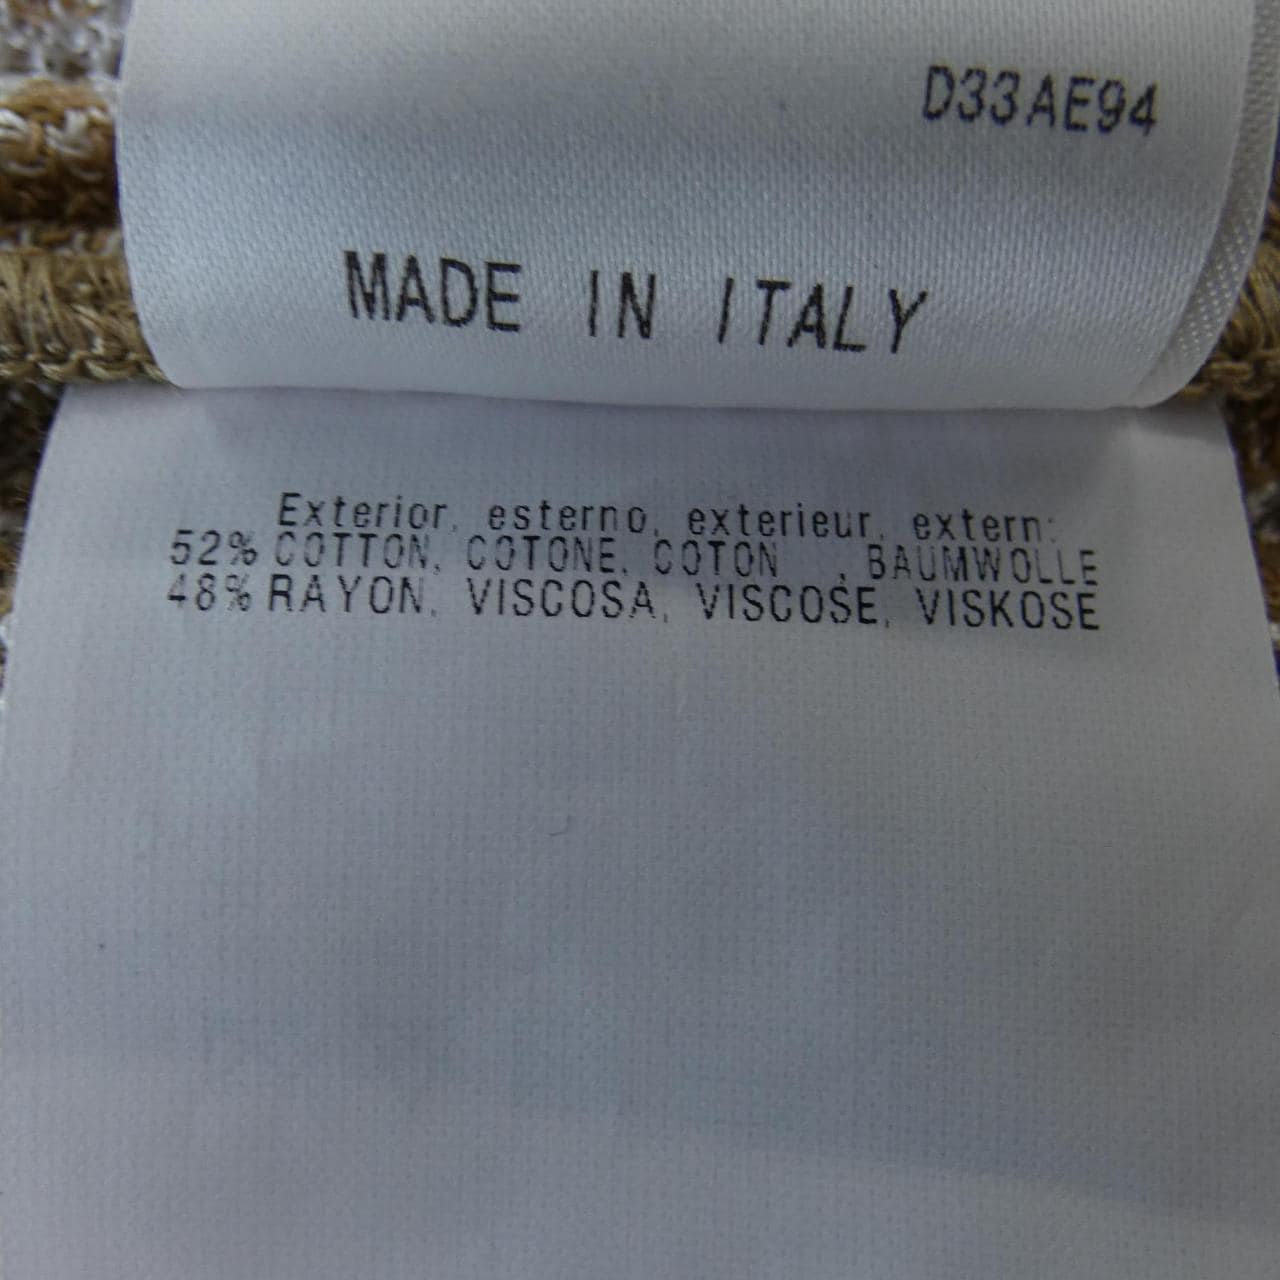 D33AE94
MADE IN ITALY
Exterior, esterno, exterieur, extern:
52% COTTON, COTONE, COTON , BAUMWOLLE
48% RAYON, VISCOSA, VISCOSE, VISKOSE